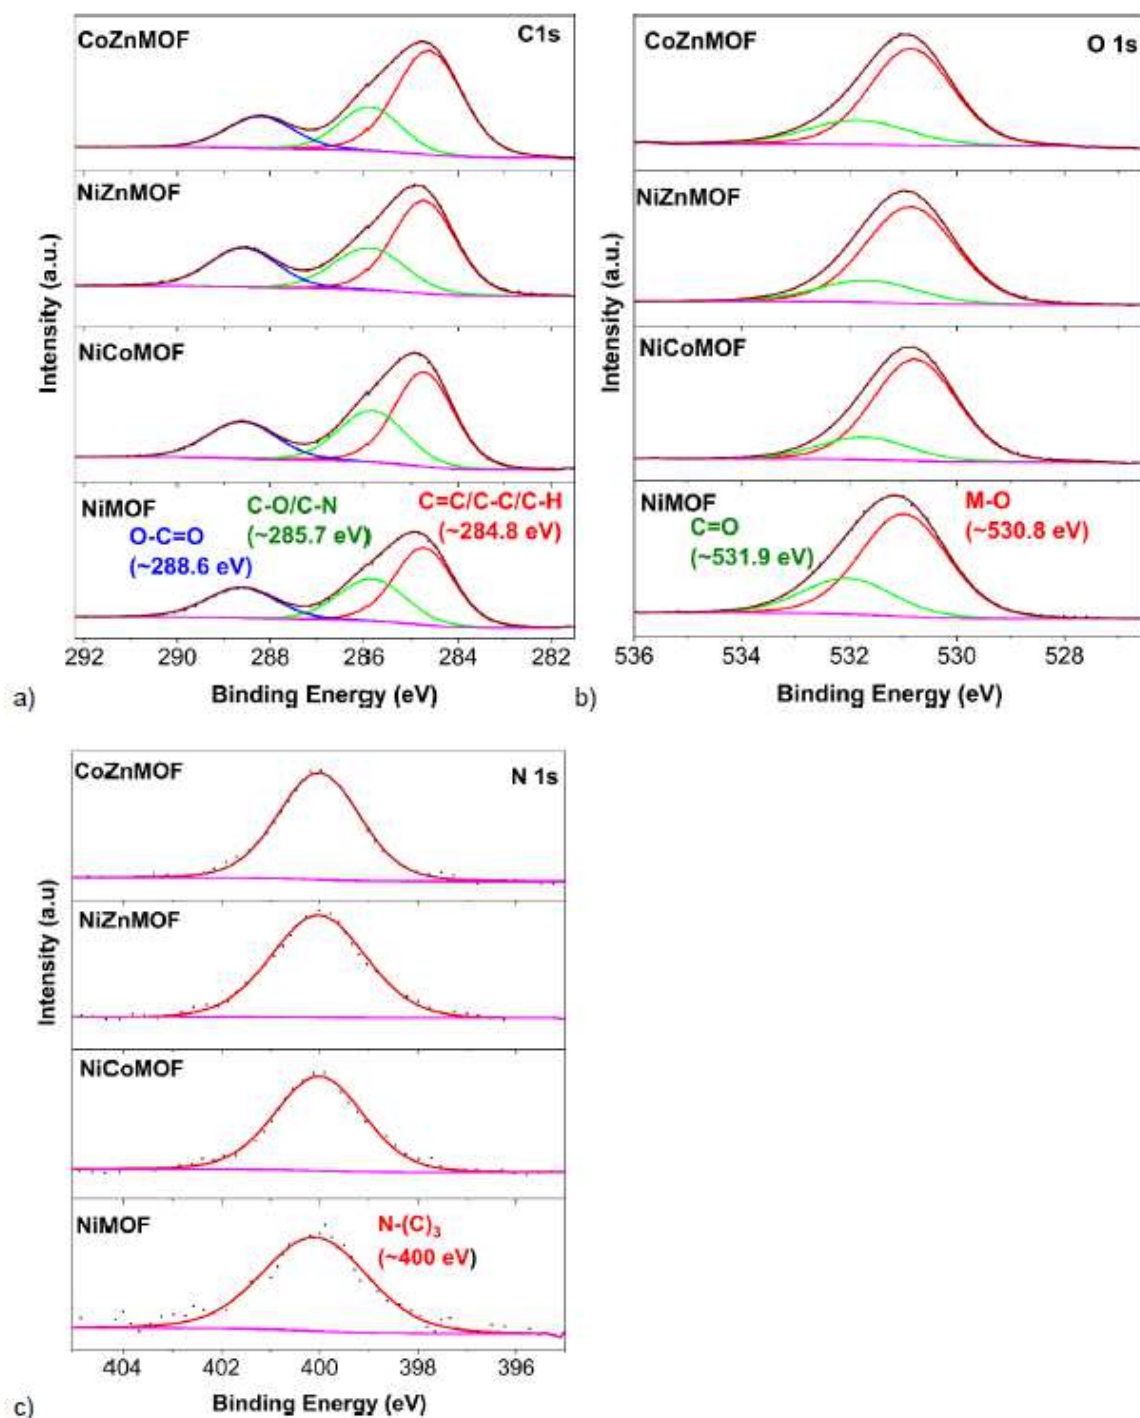 CoZnMOF
C1s
NiZnMOF
NiCoMOF
NiMOF
O-C=O
(~288.6 eV)
C-O/C-N
(~285.7 eV)
C=C/C-C/C-H
(~284.8 eV)
Intensity (a.u.)
292 290 288 286 284 282
Binding Energy (eV)
a)
CoZnMOF
O 1s
NiZnMOF
NiCoMOF
NiMOF
C=O
(~531.9 eV)
M-O
(~530.8 eV)
Intensity (a.u.)
536 534 532 530 528
Binding Energy (eV)
b)
CoZnMOF
N 1s
NiZnMOF
NiCoMOF
NiMOF
N-(C)₃
(~400 eV)
Intensity (a.u)
404 402 400 398 396
Binding Energy (eV)
c)